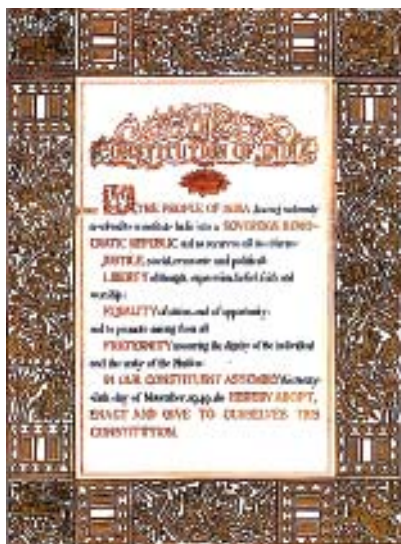 CONSTITUTION OF INDIA
WE, THE PEOPLE OF INDIA, having solemnly
resolved to constitute India into a SOVEREIGN DEMO-
CRATIC REPUBLIC and to secure to all its citizens:
JUSTICE, social, economic and political;
LIBERTY of thought, expression, belief, faith and
worship;
EQUALITY of status and of opportunity;
and to promote among them all
FRATERNITY assuring the dignity of the individual
and the unity of the Nation;
IN OUR CONSTITUENT ASSEMBLY this twenty-
sixth day of November, 1949, do HEREBY ADOPT,
ENACT AND GIVE TO OURSELVES THIS
CONSTITUTION.